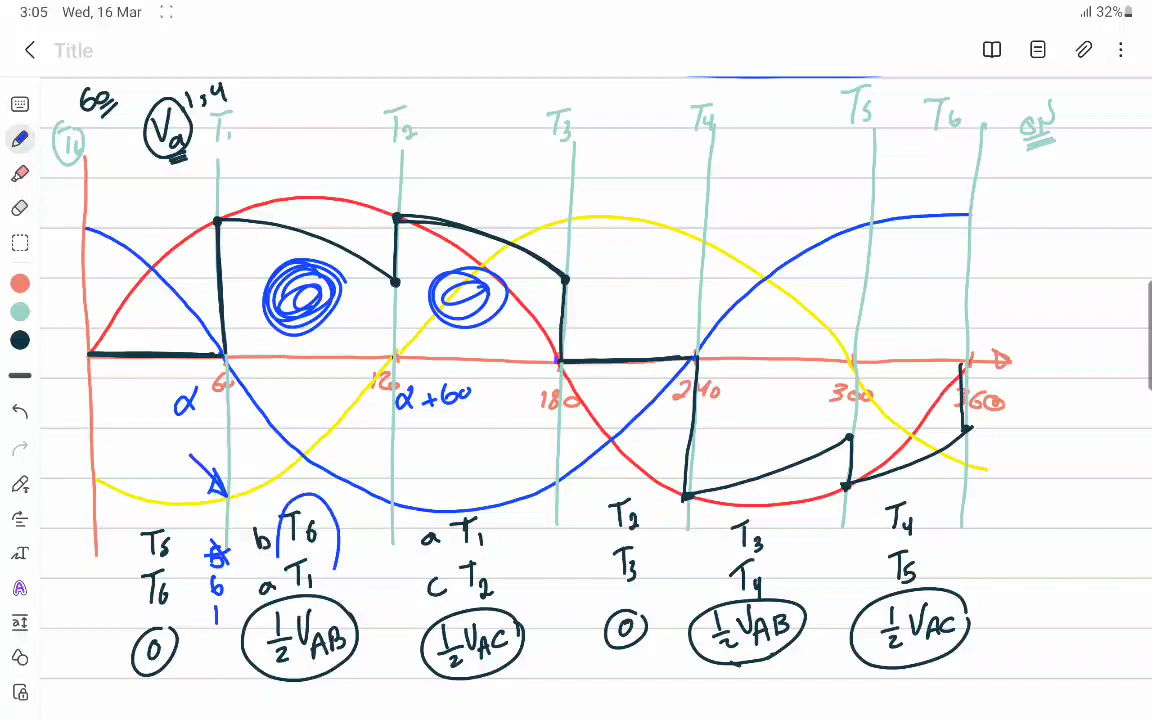 3:05 Wed, 16 Mar 32%
Title
60 Va 1,4 T1 T2 T3 T4 T5 T6
60 120 180 240 300 360
α α+60
T5 b T6 a T1 T2 T3 T4
T6 6 a T1 c T2 T3 T4 T5
1
0 1/2 VAB 1/2 VAC 0 1/2 VAB 1/2 VAC